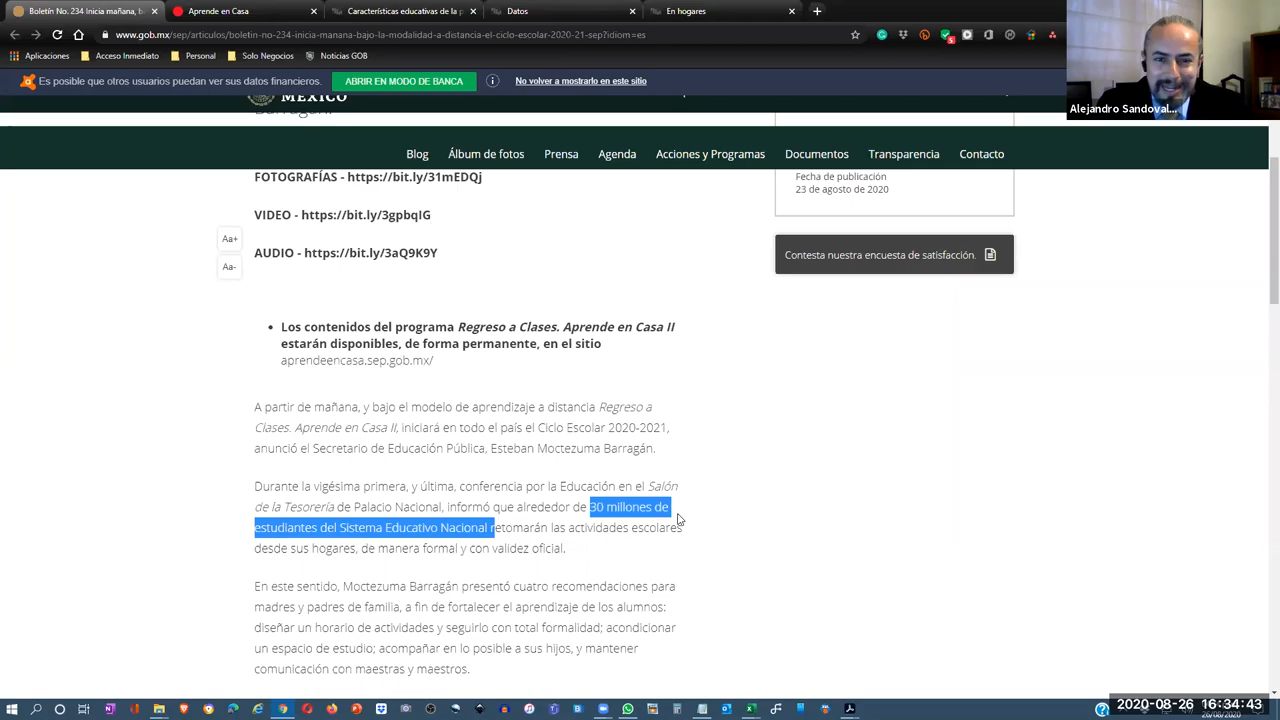 Boletín No. 234 Inicia mañana, b
Aprende en Casa
Características educativas de la p
Datos
En hogares
www.gob.mx/sep/articulos/boletin-no-234-inicia-manana-bajo-la-modalidad-a-distancia-el-ciclo-escolar-2020-21-sep?idiom=es
Aplicaciones
Acceso Inmediato
Personal
Solo Negocios
Noticias GOB
Es posible que otros usuarios puedan ver sus datos financieros.
ABRIR EN MODO DE BANCA
No volver a mostrarlo en este sitio
Alejandro Sandoval...
MÉXICO
Barragán.
Blog
Álbum de fotos
Prensa
Agenda
Acciones y Programas
Documentos
Transparencia
Contacto
FOTOGRAFÍAS - https://bit.ly/31mEDQj
Fecha de publicación
23 de agosto de 2020
VIDEO - https://bit.ly/3gpbqIG
Aa+
AUDIO - https://bit.ly/3aQ9K9Y
Aa-
Contesta nuestra encuesta de satisfacción.
• Los contenidos del programa Regreso a Clases. Aprende en Casa II
estarán disponibles, de forma permanente, en el sitio
aprendeencasa.sep.gob.mx/
A partir de mañana, y bajo el modelo de aprendizaje a distancia Regreso a
Clases. Aprende en Casa II, iniciará en todo el país el Ciclo Escolar 2020-2021,
anunció el Secretario de Educación Pública, Esteban Moctezuma Barragán.
Durante la vigésima primera, y última, conferencia por la Educación en el Salón
de la Tesorería de Palacio Nacional, informó que alrededor de 30 millones de
estudiantes del Sistema Educativo Nacional retomarán las actividades escolares
desde sus hogares, de manera formal y con validez oficial.
En este sentido, Moctezuma Barragán presentó cuatro recomendaciones para
madres y padres de familia, a fin de fortalecer el aprendizaje de los alumnos:
diseñar un horario de actividades y seguirlo con total formalidad; acondicionar
un espacio de estudio; acompañar en lo posible a sus hijos, y mantener
comunicación con maestras y maestros.
2020-08-26 16:34:43
26/08/2020